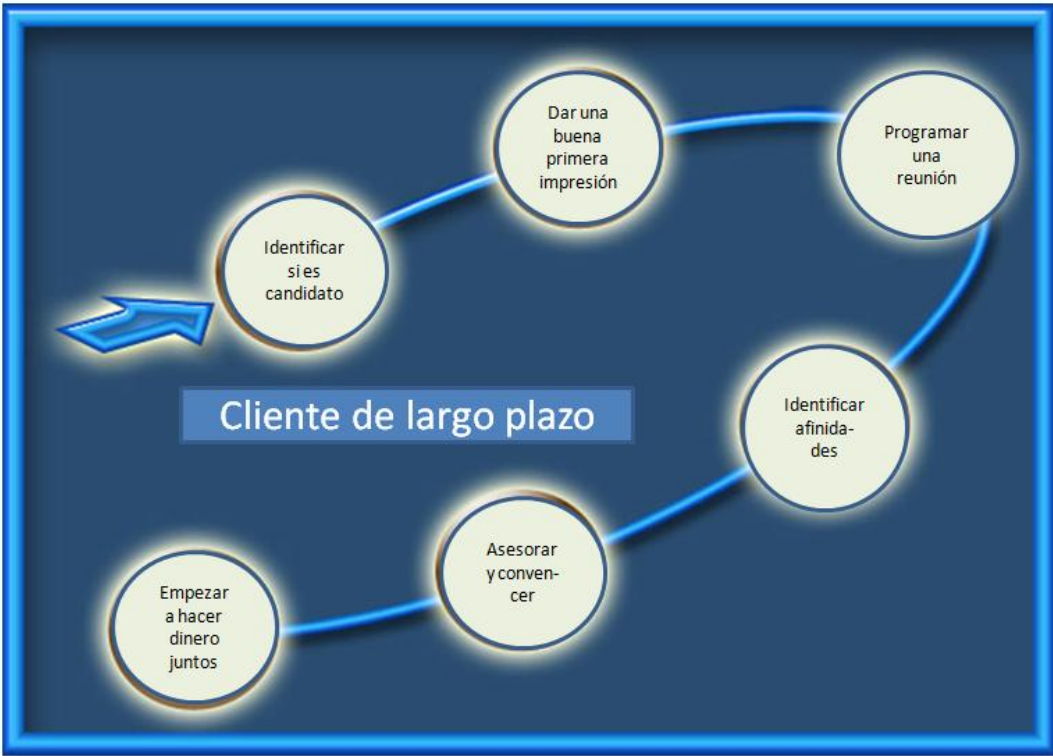 Identificar
si es
candidato
Dar una
buena
primera
impresión
Programar
una
reunión
Identificar
afinida-
des
Asesorar
y conven-
cer
Empezar
a hacer
dinero
juntos
Cliente de largo plazo